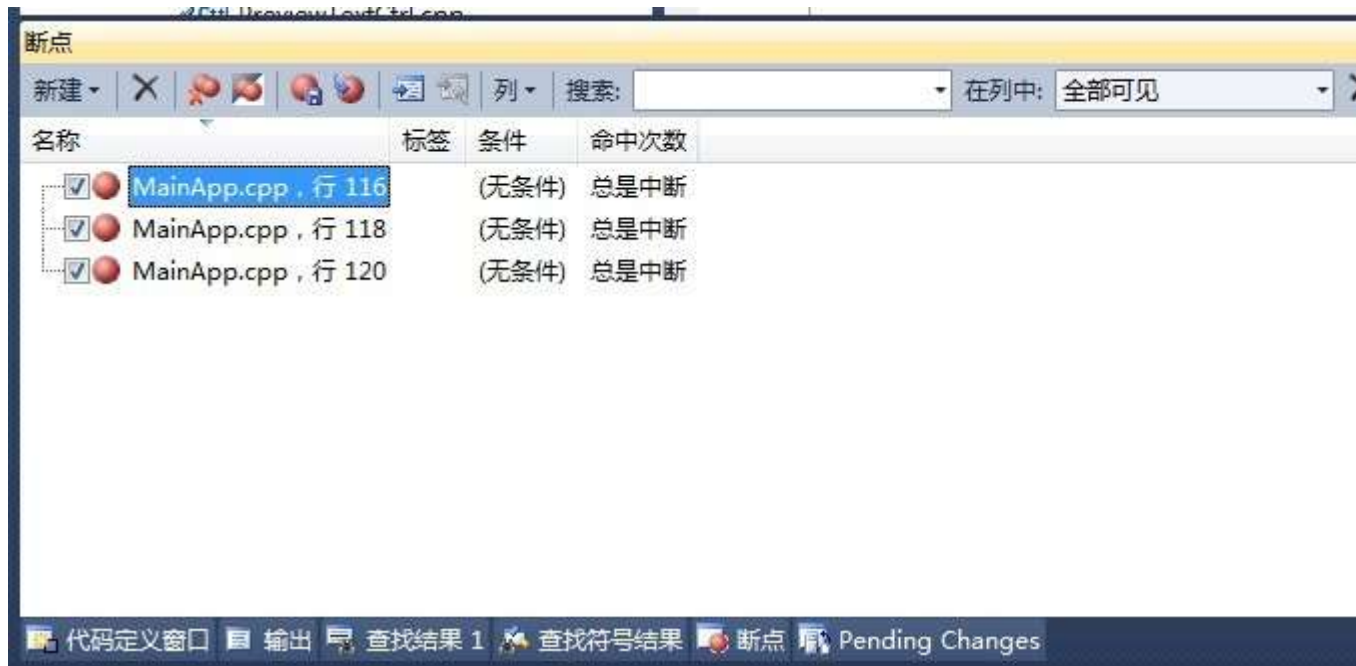 PreviewTextCtrl.cpp
断点
新建 列 搜索: 在列中: 全部可见
名称 标签 条件 命中次数
MainApp.cpp，行 116 (无条件) 总是中断
MainApp.cpp，行 118 (无条件) 总是中断
MainApp.cpp，行 120 (无条件) 总是中断
代码定义窗口 输出 查找结果 1 查找符号结果 断点 Pending Changes